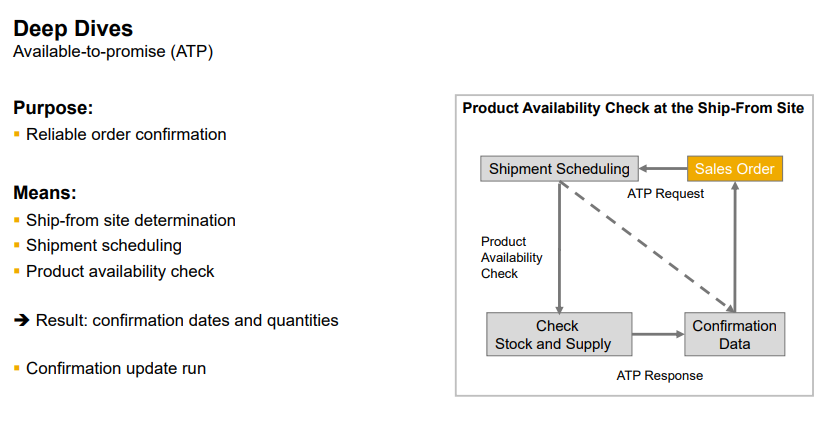 Deep Dives
Available-to-promise (ATP)
Purpose:
Reliable order confirmation
Means:
Ship-from site determination
Shipment scheduling
Product availability check
➔ Result: confirmation dates and quantities
Confirmation update run
Product Availability Check at the Ship-From Site
Shipment Scheduling
Sales Order
ATP Request
Product
Availability
Check
Check
Stock and Supply
Confirmation
Data
ATP Response